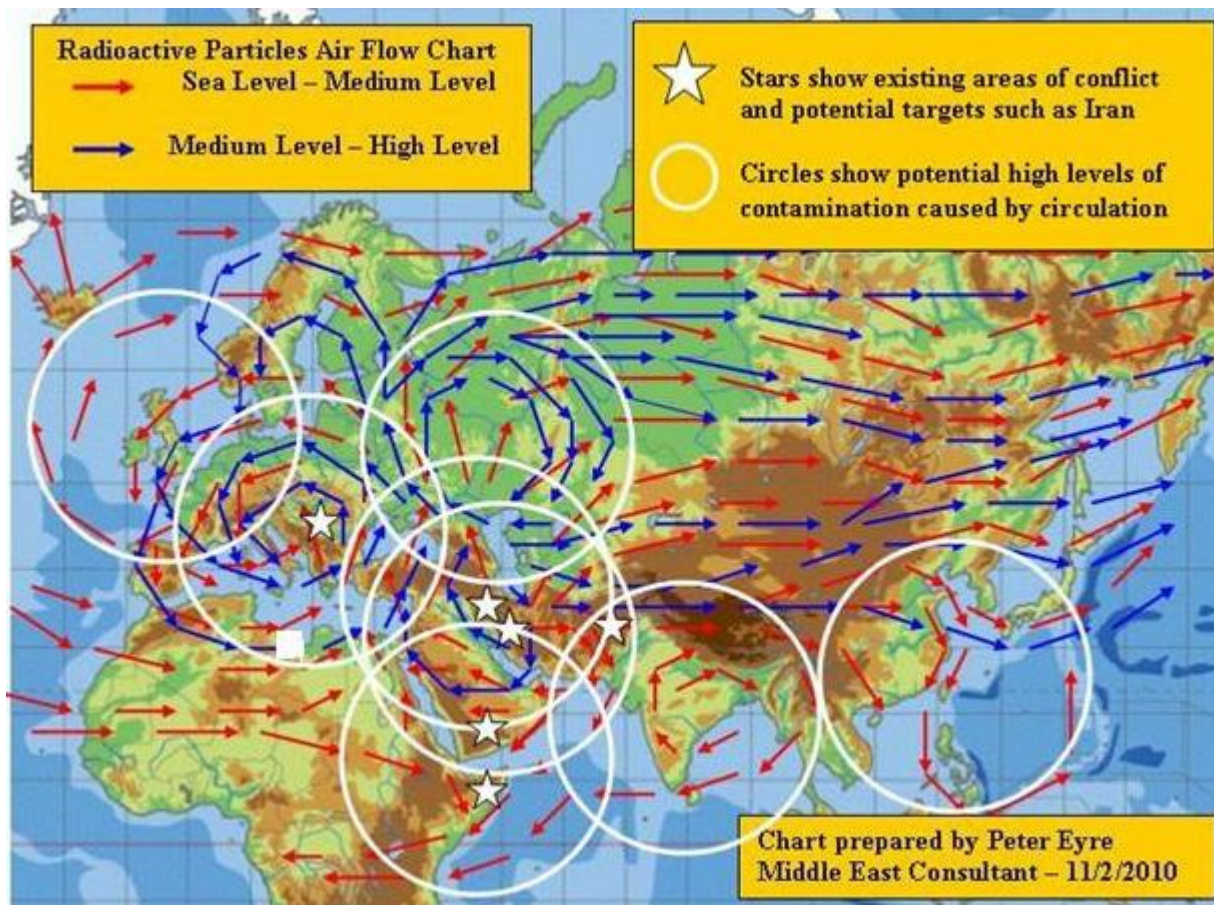 Radioactive Particles Air Flow Chart
Sea Level – Medium Level
Medium Level – High Level
Stars show existing areas of conflict
and potential targets such as Iran
Circles show potential high levels of
contamination caused by circulation
Chart prepared by Peter Eyre
Middle East Consultant – 11/2/2010